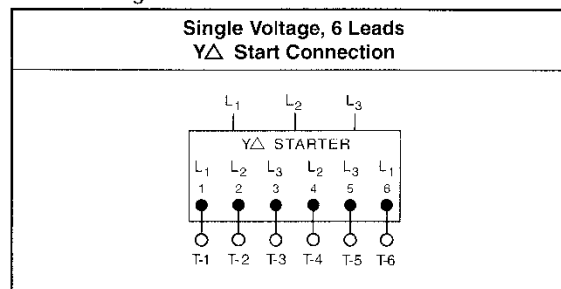 Single Voltage, 6 Leads
Y△ Start Connection
L1 L2 L3
Y△ STARTER
L1 L2 L3 L2 L3 L1
1 2 3 4 5 6
T-1 T-2 T-3 T-4 T-5 T-6